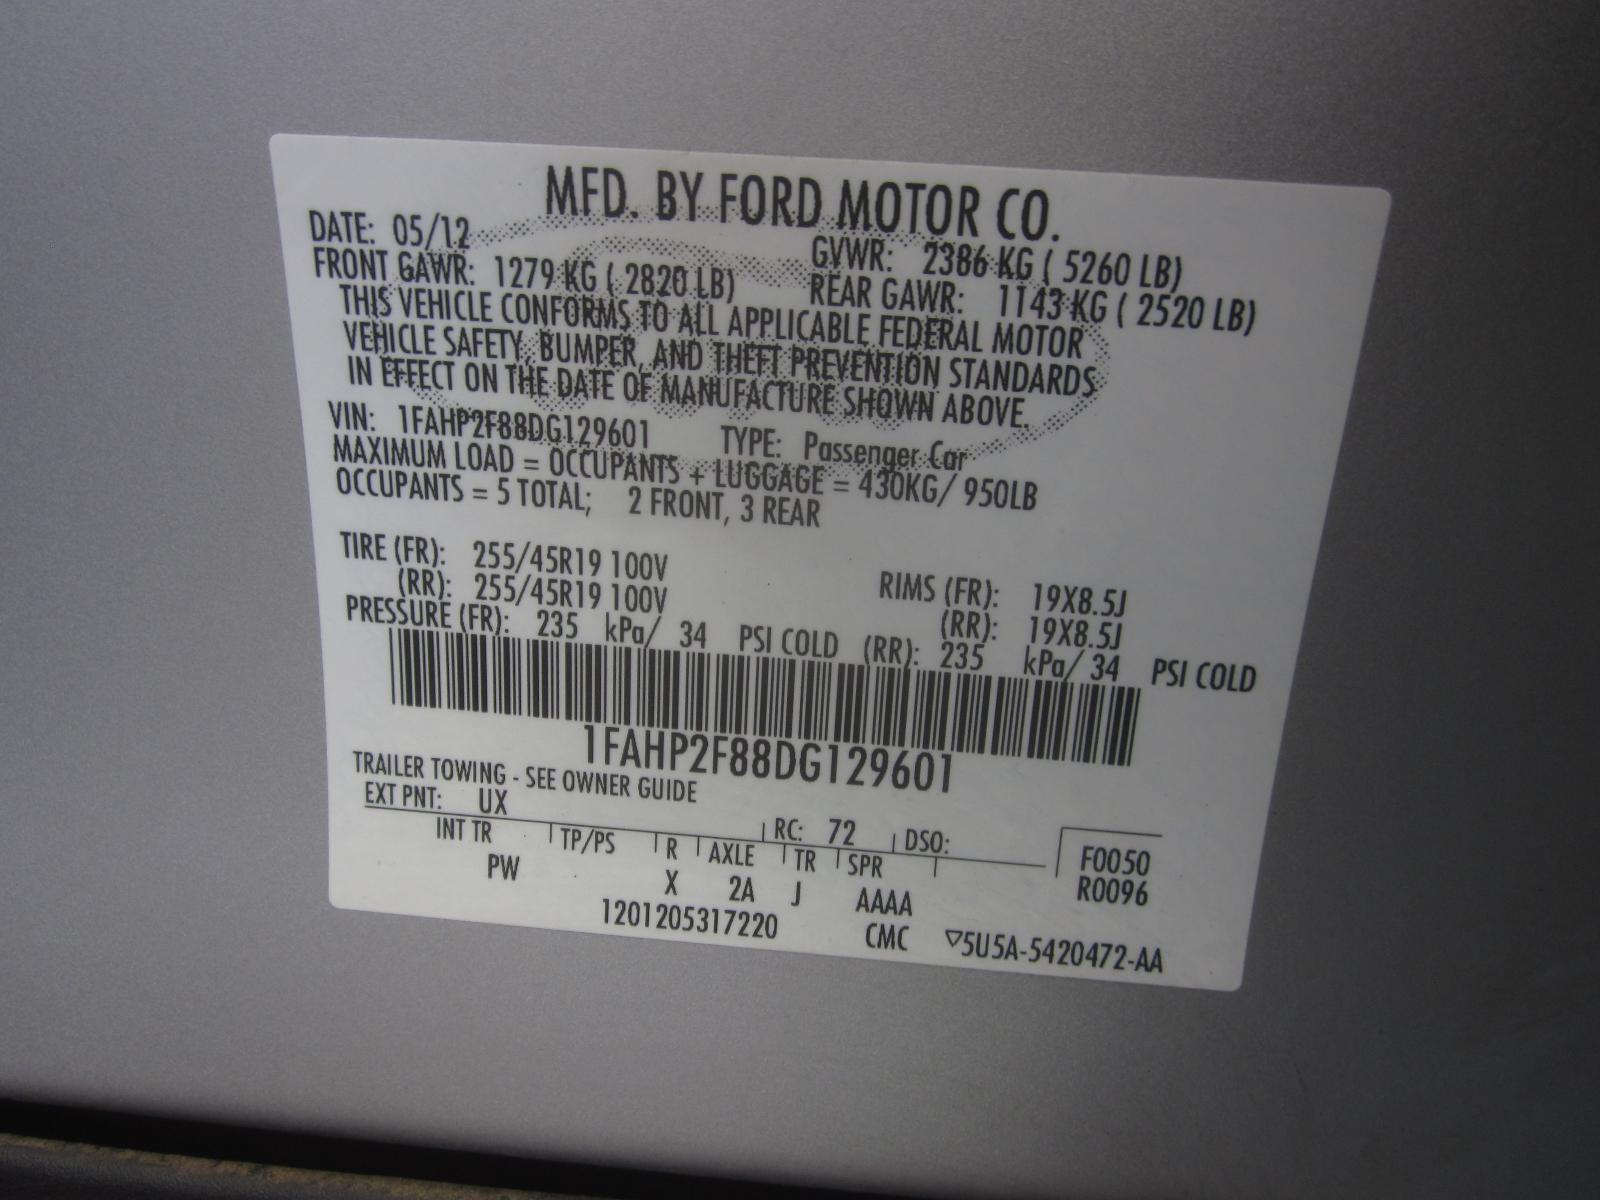 MFD. BY FORD MOTOR CO.
DATE: 05/12 GVWR: 2386 KG ( 5260 LB)
FRONT GAWR: 1279 KG ( 2820 LB) REAR GAWR: 1143 KG ( 2520 LB)
THIS VEHICLE CONFORMS TO ALL APPLICABLE FEDERAL MOTOR
VEHICLE SAFETY, BUMPER, AND THEFT PREVENTION STANDARDS
IN EFFECT ON THE DATE OF MANUFACTURE SHOWN ABOVE.
VIN: 1FAHP2F88DG129601 TYPE: Passenger Car
MAXIMUM LOAD = OCCUPANTS + LUGGAGE = 430KG/ 950LB
OCCUPANTS = 5 TOTAL; 2 FRONT, 3 REAR
TIRE (FR): 255/45R19 100V RIMS (FR): 19X8.5J
(RR): 255/45R19 100V (RR): 19X8.5J
PRESSURE (FR): 235 kPa/ 34 PSI COLD (RR): 235 kPa/ 34 PSI COLD
1FAHP2F88DG129601
TRAILER TOWING - SEE OWNER GUIDE
EXT PNT: UX RC: 72 DSO: F0050
INT TR TP/PS R AXLE TR SPR R0096
PW X 2A J AAAA
1201205317220 CMC ▽5U5A-5420472-AA